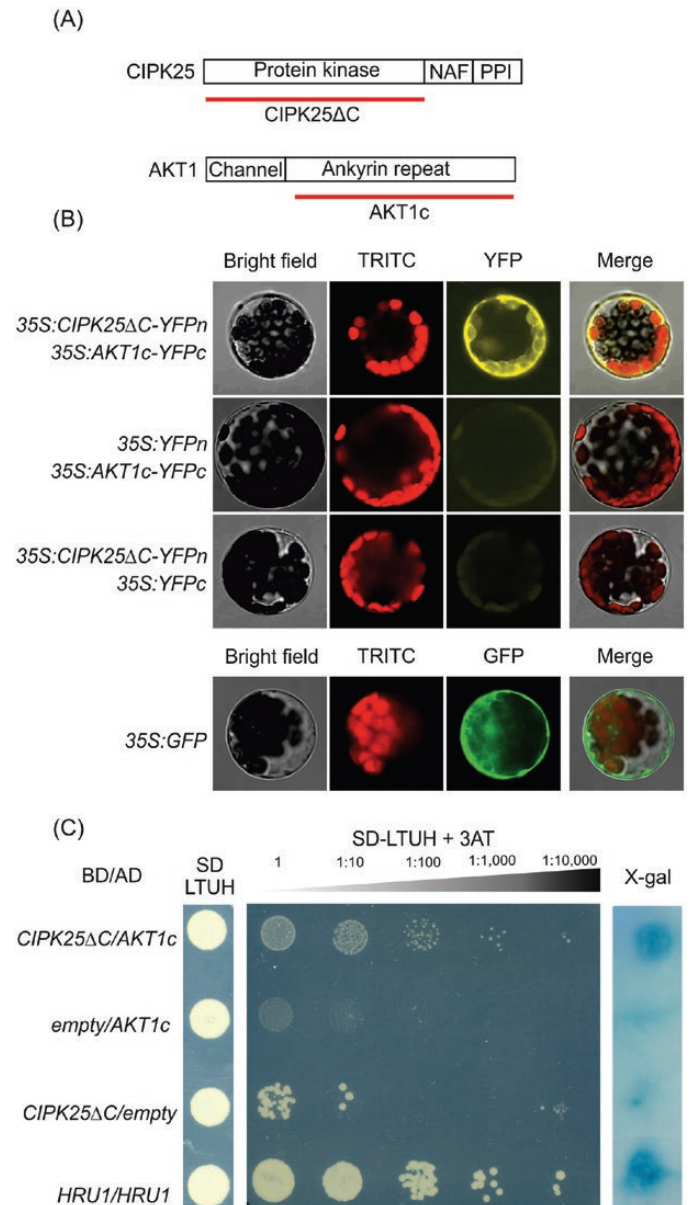 (A)
CIPK25 Protein kinase NAF PPI
CIPK25ΔC
AKT1 Channel Ankyrin repeat
AKT1c
(B)
Bright field TRITC YFP Merge
35S:CIPK25ΔC-YFPn
35S:AKT1c-YFPc
35S:YFPn
35S:AKT1c-YFPc
35S:CIPK25ΔC-YFPn
35S:YFPc
Bright field TRITC GFP Merge
35S:GFP
(C)
SD-LTUH + 3AT
BD/AD SD LTUH 1 1:10 1:100 1:1,000 1:10,000 X-gal
CIPK25ΔC/AKT1c
empty/AKT1c
CIPK25ΔC/empty
HRU1/HRU1